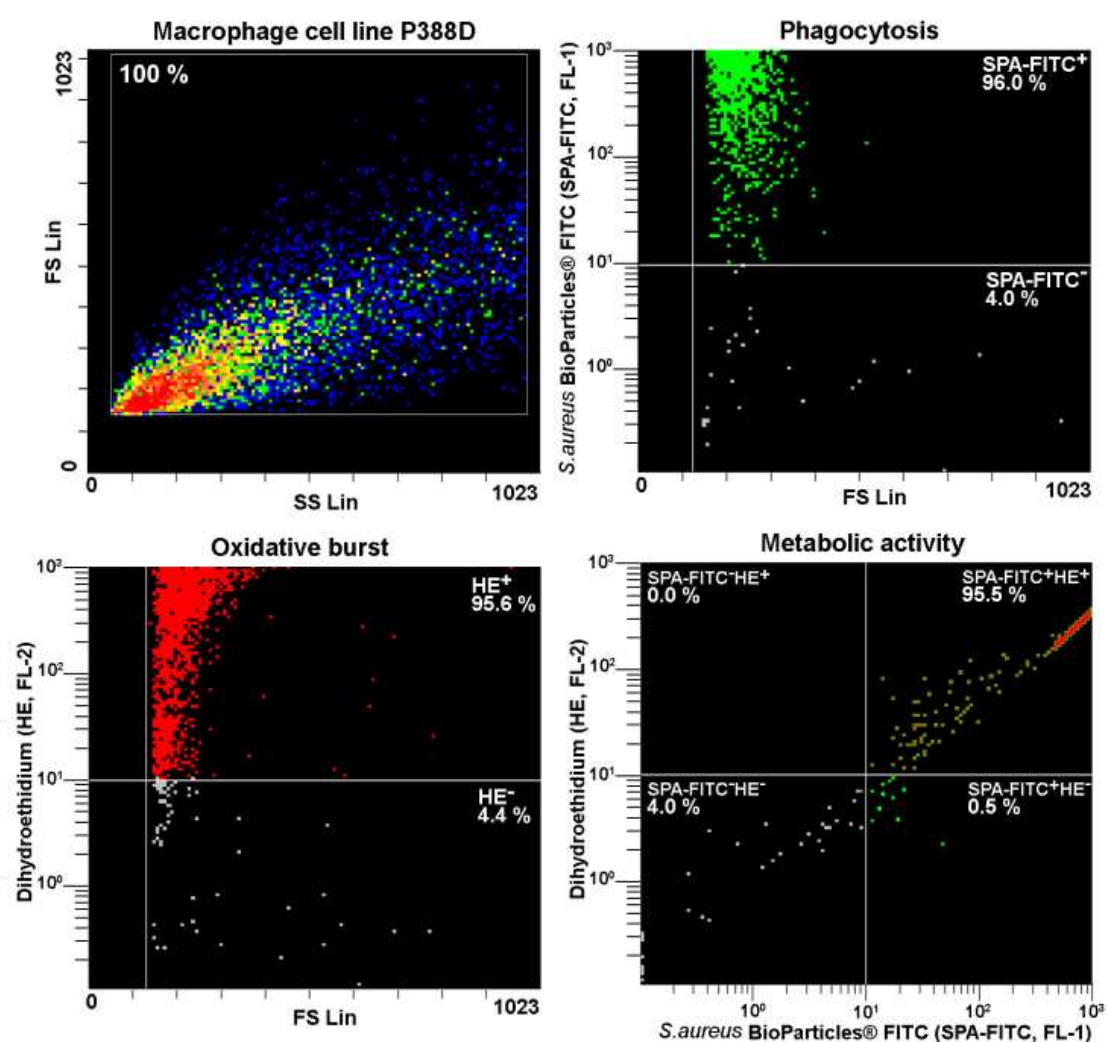 Macrophage cell line P388D
100 %
1023
FS Lin
0
0
SS Lin
1023
Phagocytosis
S.aureus BioParticles® FITC (SPA-FITC, FL-1)
10³
10²
10¹
10⁰
SPA-FITC⁺
96.0 %
SPA-FITC⁻
4.0 %
0
FS Lin
1023
Oxidative burst
Dihydroethidium (HE, FL-2)
10³
10²
10¹
10⁰
HE⁺
95.6 %
HE⁻
4.4 %
0
FS Lin
1023
Metabolic activity
Dihydroethidium (HE, FL-2)
10³
10²
10¹
10⁰
SPA-FITC⁻HE⁺
0.0 %
SPA-FITC⁺HE⁺
95.5 %
SPA-FITC⁻HE⁻
4.0 %
SPA-FITC⁺HE⁻
0.5 %
10⁰
10¹
10²
10³
S.aureus BioParticles® FITC (SPA-FITC, FL-1)